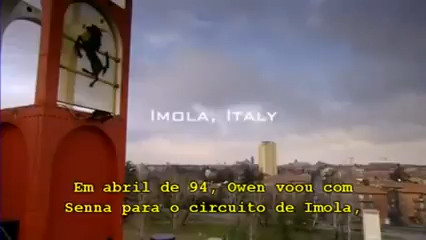 IMOLA, ITALY
Em abril de 94, Owen voou com
Senna para o circuito de Imola,